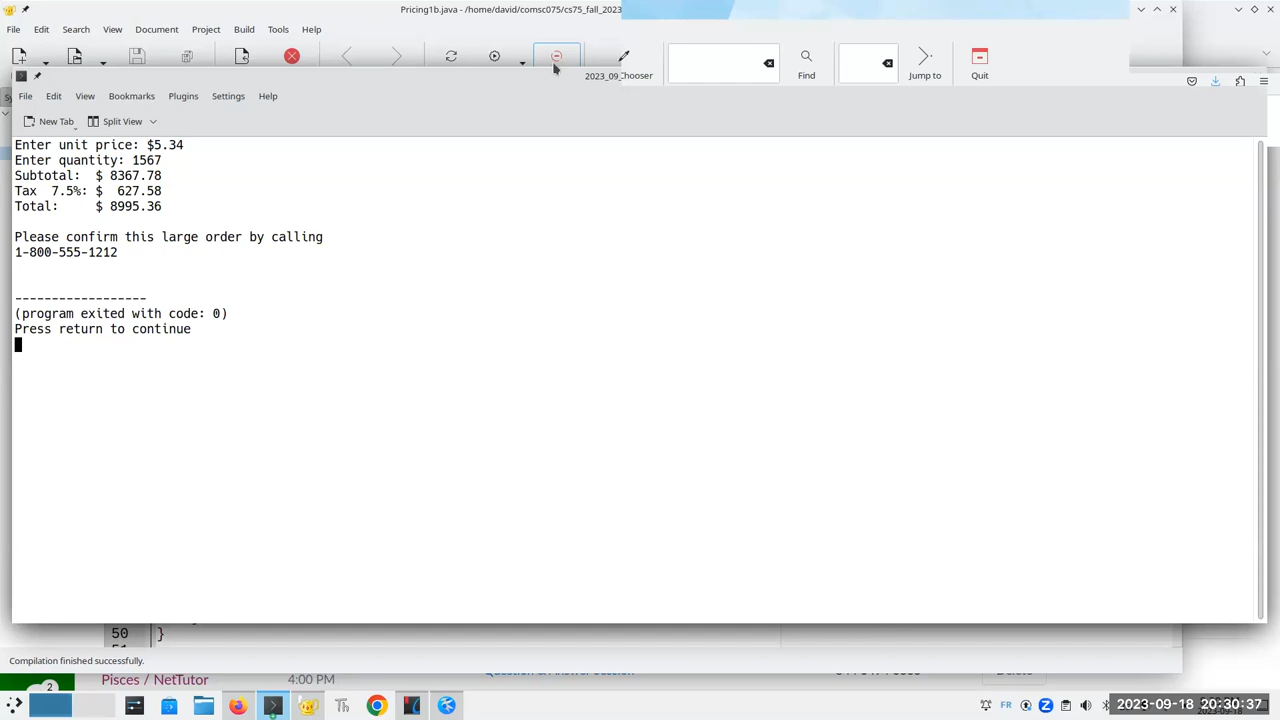 Pricing1b.java - /home/david/comsc075/cs75_fall_2023
File Edit Search View Document Project Build Tools Help
Find Jump to Quit
2023_09_ Chooser
File Edit View Bookmarks Plugins Settings Help
New Tab Split View
Enter unit price: $5.34
Enter quantity: 1567
Subtotal:  $ 8367.78
Tax  7.5%: $  627.58
Total:     $ 8995.36
Please confirm this large order by calling
1-800-555-1212
------------------
(program exited with code: 0)
Press return to continue
50 }
Compilation finished successfully.
2 Pisces / NetTutor 4:00 PM
Th FR 2023-09-18 20:30:37